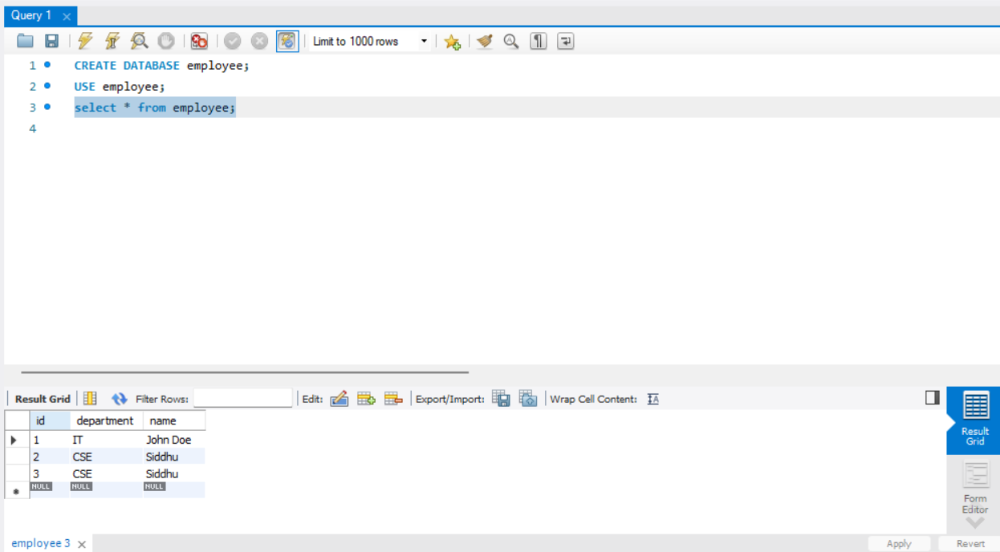 Query 1
Limit to 1000 rows
1 CREATE DATABASE employee;
2 USE employee;
3 select * from employee;
4
Result Grid Filter Rows: Edit: Export/Import: Wrap Cell Content: IA
id department name
1 IT John Doe
2 CSE Siddhu
3 CSE Siddhu
NULL NULL NULL
Result
Grid
Form
Editor
employee 3 Apply Revert